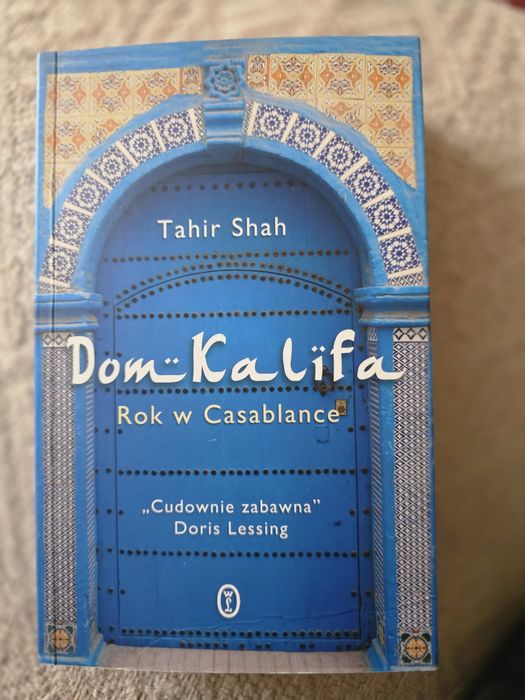 Tahir Shah
Dom Kalifa
Rok w Casablance
„Cudownie zabawna”
Doris Lessing